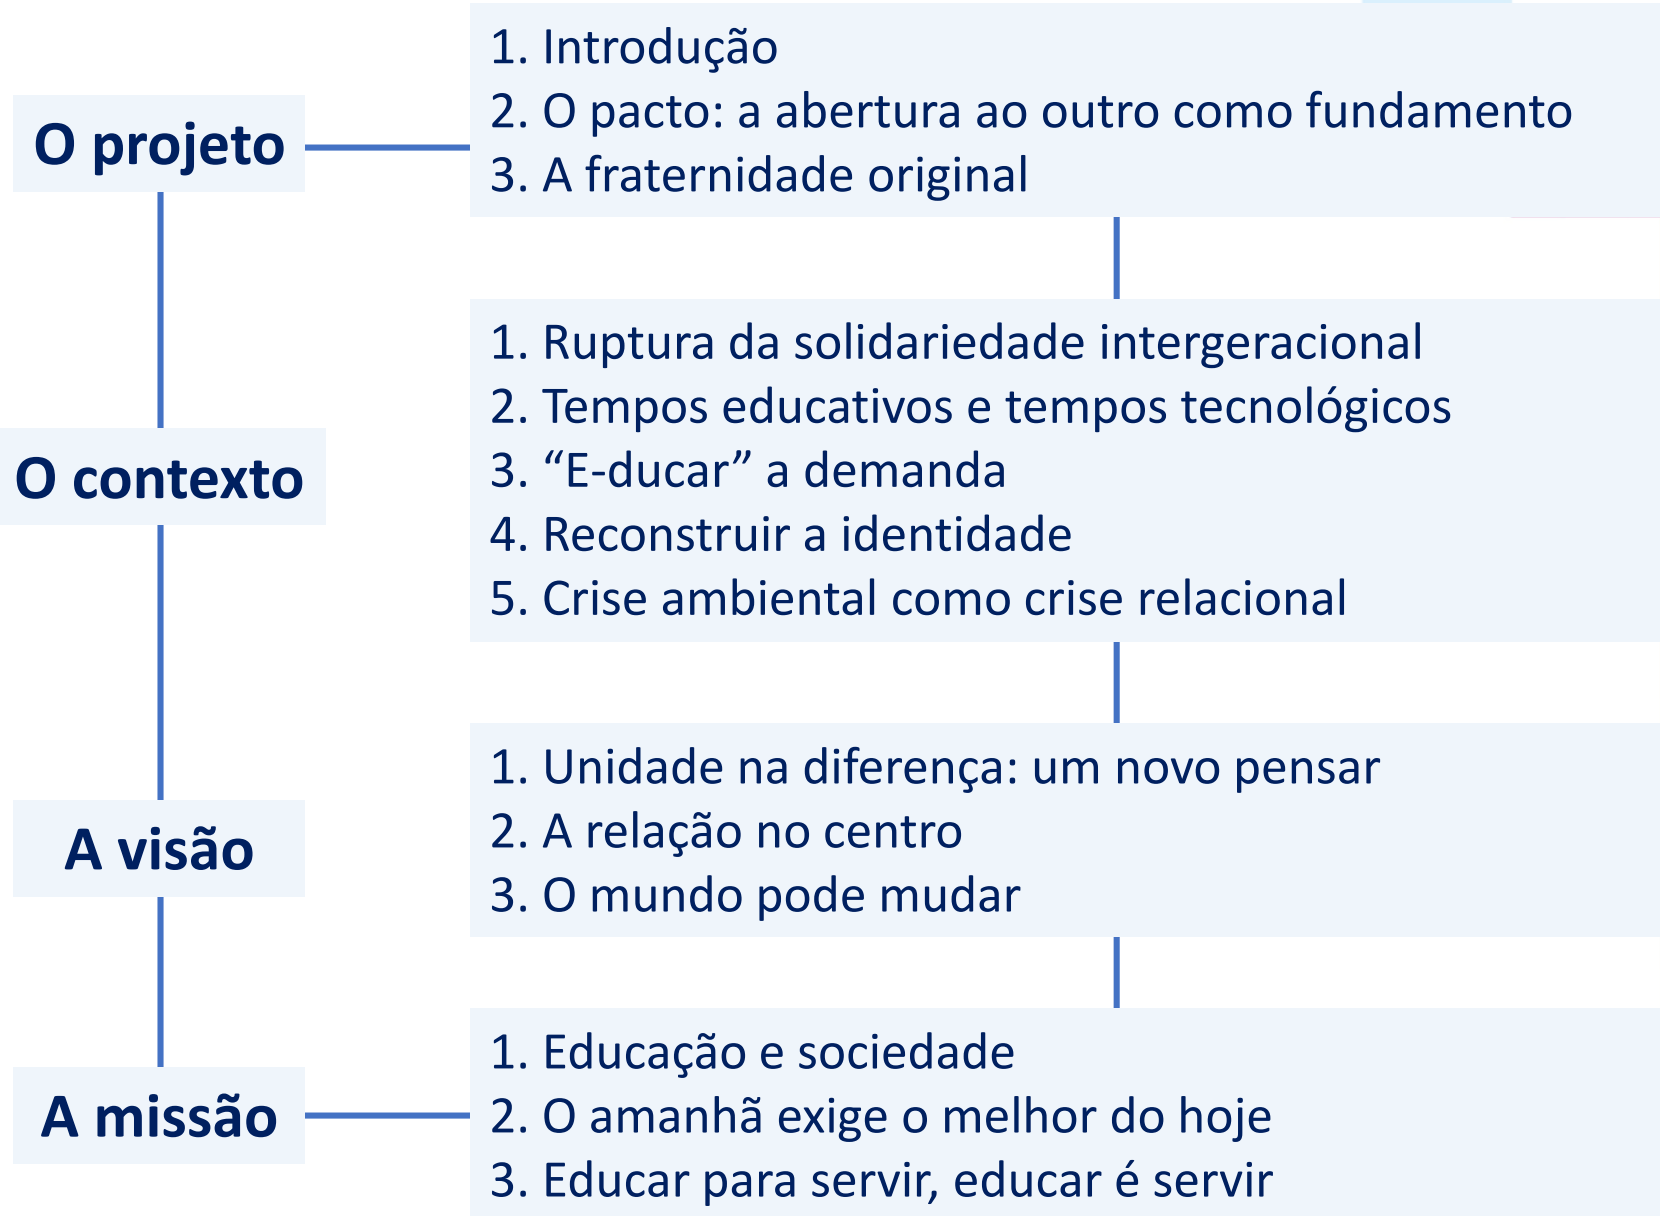 O projeto
1. Introdução
2. O pacto: a abertura ao outro como fundamento
3. A fraternidade original
O contexto
1. Ruptura da solidariedade intergeracional
2. Tempos educativos e tempos tecnológicos
3. “E-ducar” a demanda
4. Reconstruir a identidade
5. Crise ambiental como crise relacional
A visão
1. Unidade na diferença: um novo pensar
2. A relação no centro
3. O mundo pode mudar
A missão
1. Educação e sociedade
2. O amanhã exige o melhor do hoje
3. Educar para servir, educar é servir